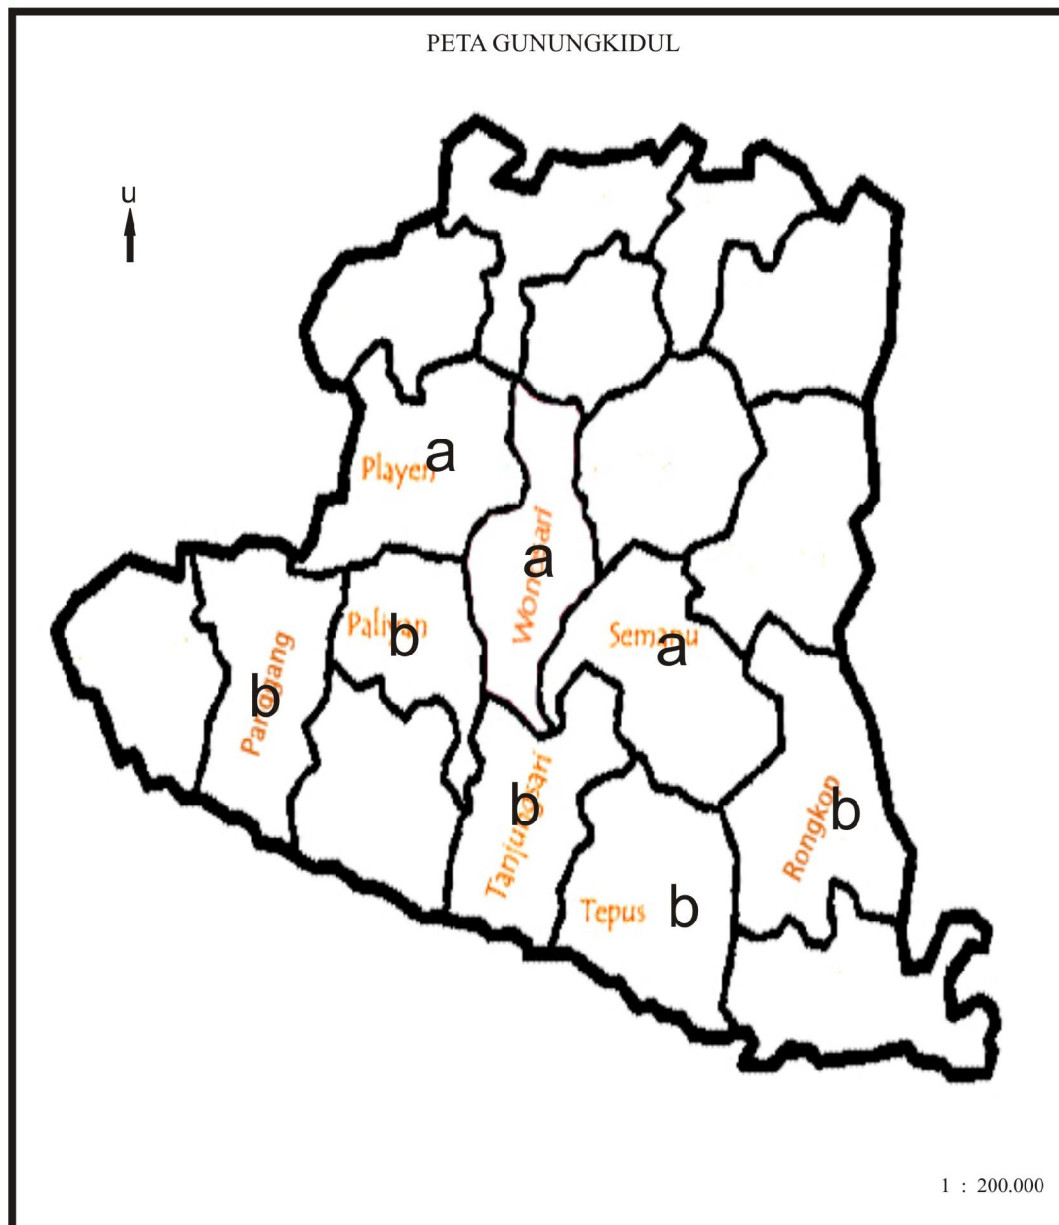 PETA GUNUNGKIDUL
u
Playen
a
Wonosari
a
Paliyan
b
Semanu
a
Panggang
b
Tanjungsari
b
Rongkop
b
Tepus
b
1 : 200.000